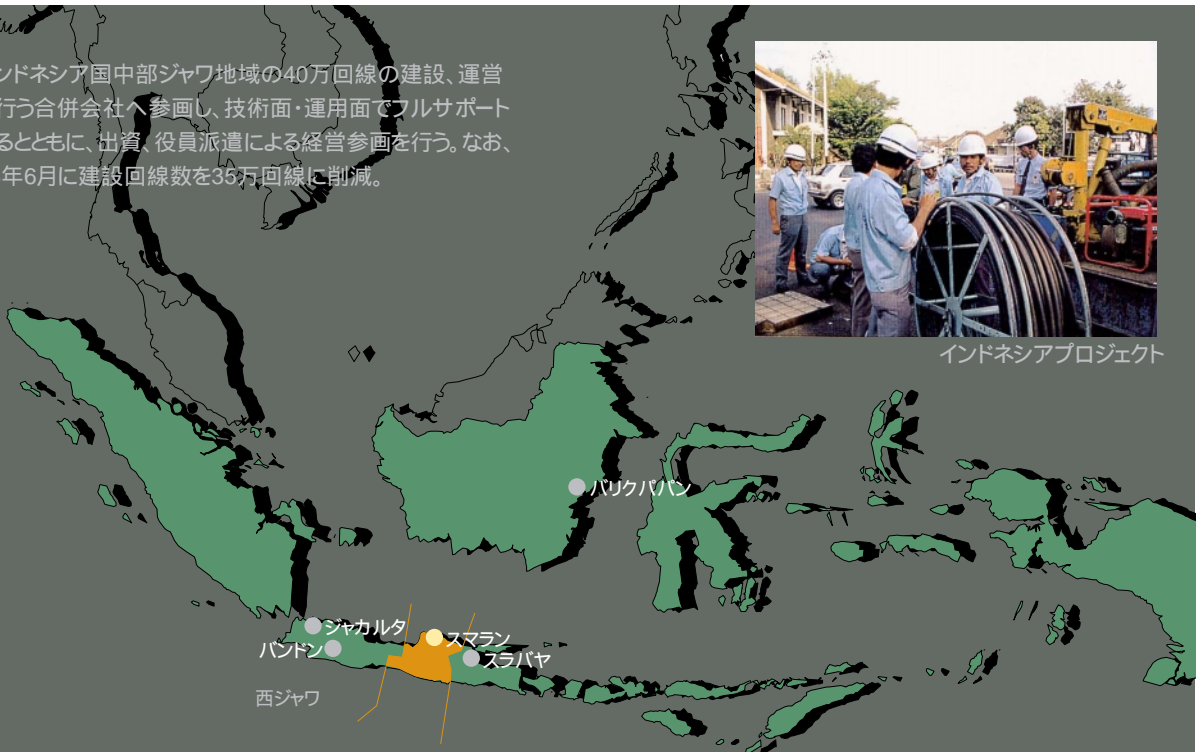 ンドネシア国中部ジャワ地域の40万回線の建設、運営
行う合併会社へ参画し、技術面・運用面でフルサポート
るとともに、出資、役員派遣による経営参画を行う。なお、
年6月に建設回線数を35万回線に削減。
インドネシアプロジェクト
バリクパパン
ジャカルタ
スマラン
バンドン
スラバヤ
西ジャワ